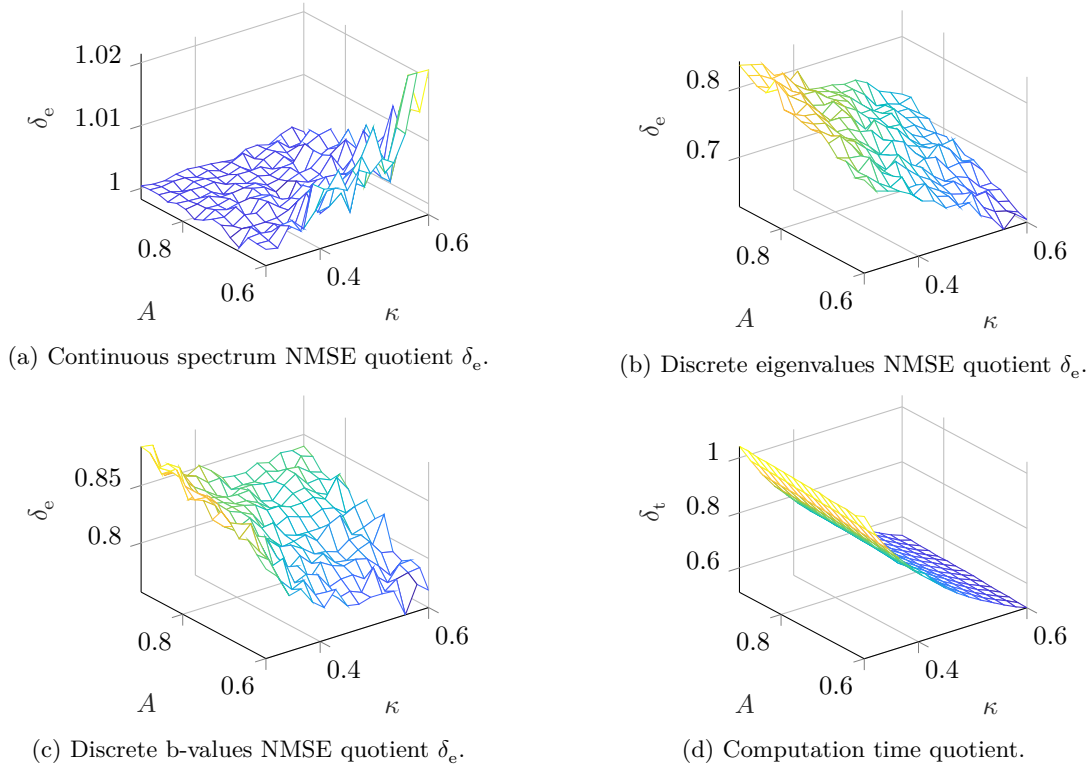 1.02
1.01
1
δe
0.8
0.6
A
0.4
0.6
κ
(a) Continuous spectrum NMSE quotient δe.
0.8
0.7
δe
0.8
0.6
A
0.4
0.6
κ
(b) Discrete eigenvalues NMSE quotient δe.
0.85
0.8
δe
0.8
0.6
A
0.4
0.6
κ
(c) Discrete b-values NMSE quotient δe.
1
0.8
0.6
δt
0.8
0.6
A
0.4
0.6
κ
(d) Computation time quotient.